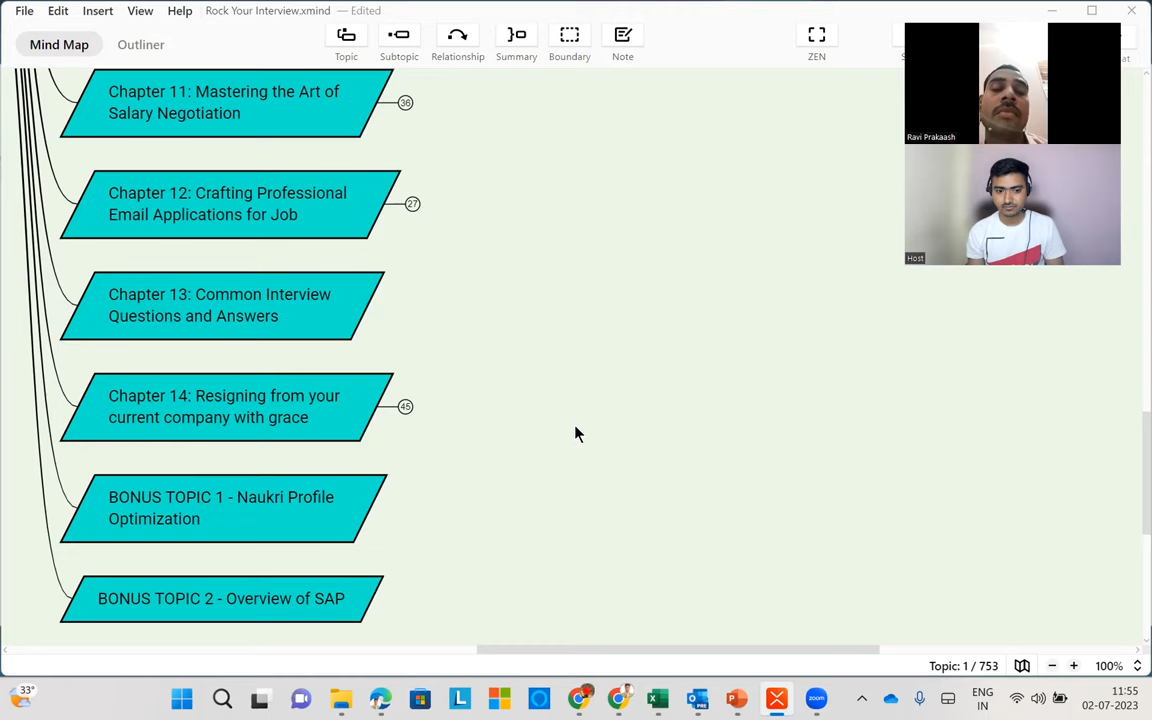 File Edit Insert View Help Rock Your Interview.xmind — Edited
Mind Map Outliner
Topic Subtopic Relationship Summary Boundary Note ZEN
Chapter 11: Mastering the Art of
Salary Negotiation
36
Chapter 12: Crafting Professional
Email Applications for Job
27
Chapter 13: Common Interview
Questions and Answers
Chapter 14: Resigning from your
current company with grace
45
BONUS TOPIC 1 - Naukri Profile
Optimization
BONUS TOPIC 2 - Overview of SAP
Ravi Prakaash
Host
Topic: 1 / 753 100%
33°
ENG
IN
11:55
02-07-2023
zoom